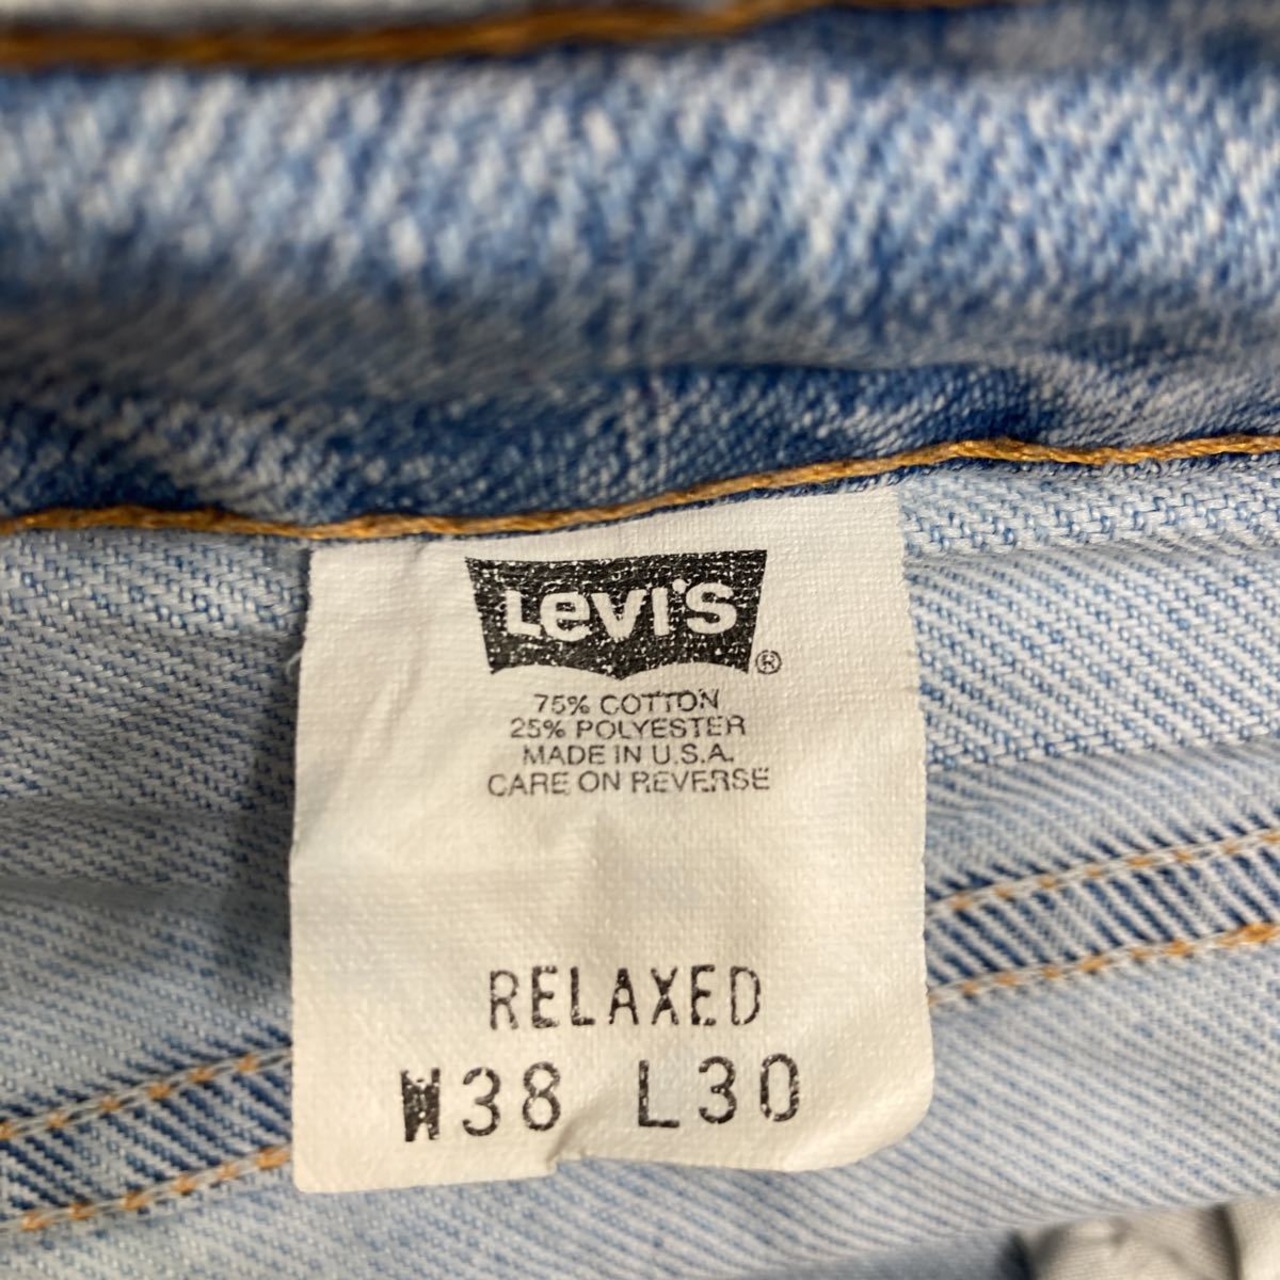 Levi's®
75% COTTON
25% POLYESTER
MADE IN U.S.A.
CARE ON REVERSE
RELAXED
W38 L30